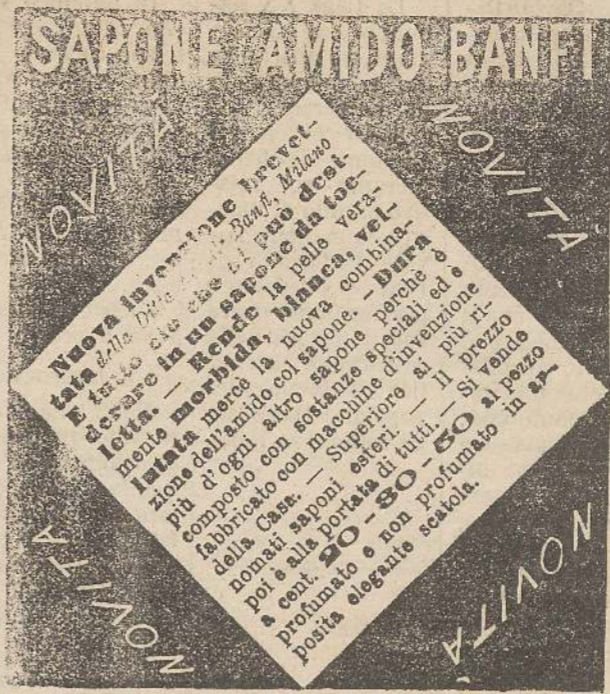 SAPONE AMIDO BANFI
NOVITÀ
NOVITÀ
Nuova invenzione brevet-
tata della Ditta Banfi, Milano
È tutto ciò che si può desi-
derare in un sapone da toe-
letta. — Rende la pelle vera-
mente morbida, bianca, vel-
lutata mercè la nuova combina-
zione dell'amido col sapone. — Dura
più d'ogni altro sapone perchè è
composto con sostanze speciali ed è
fabbricato con macchine d'invenzione
della Casa. — Superiore ai più ri-
nomati saponi esteri. — Il prezzo
poi è alla portata di tutti. — Si vende
a cent. 20-30-50 al pezzo
profumato e non profumato in ap-
posita elegante scatola.
NOVITÀ
NOVITÀ